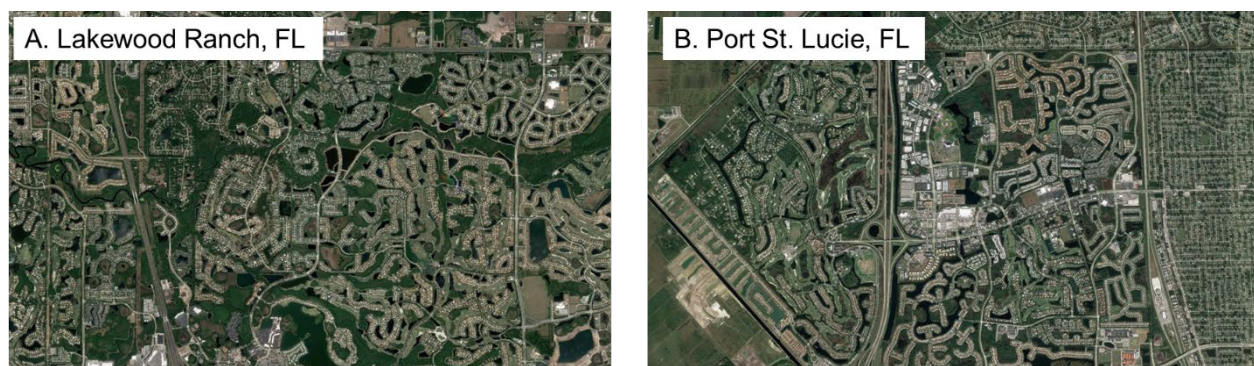 A. Lakewood Ranch, FL
B. Port St. Lucie, FL